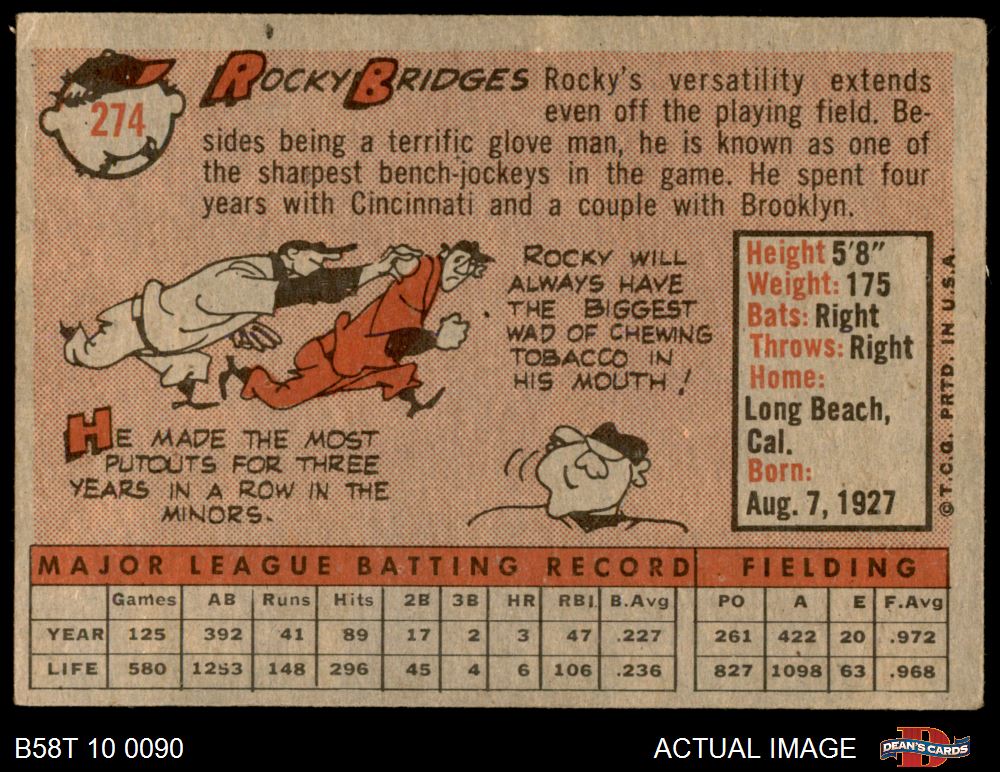 274
ROCKY BRIDGES
Rocky's versatility extends
even off the playing field. Be-
sides being a terrific glove man, he is known as one of
the sharpest bench-jockeys in the game. He spent four
years with Cincinnati and a couple with Brooklyn.
HE MADE THE MOST
PUTOUTS FOR THREE
YEARS IN A ROW IN THE
MINORS.
ROCKY WILL
ALWAYS HAVE
THE BIGGEST
WAD OF CHEWING
TOBACCO IN
HIS MOUTH!
Height 5'8"
Weight: 175
Bats: Right
Throws: Right
Home:
Long Beach,
Cal.
Born:
Aug. 7, 1927
©T.C.G. PRTD. IN U.S.A.
MAJOR LEAGUE BATTING RECORD FIELDING
Games AB Runs Hits 2B 3B HR RBI B.Avg PO A E F.Avg
YEAR 125 392 41 89 17 2 3 47 .227 261 422 20 .972
LIFE 580 1253 148 296 45 4 6 106 .236 827 1098 63 .968
B58T 10 0090
ACTUAL IMAGE
D
DEAN'S CARDS